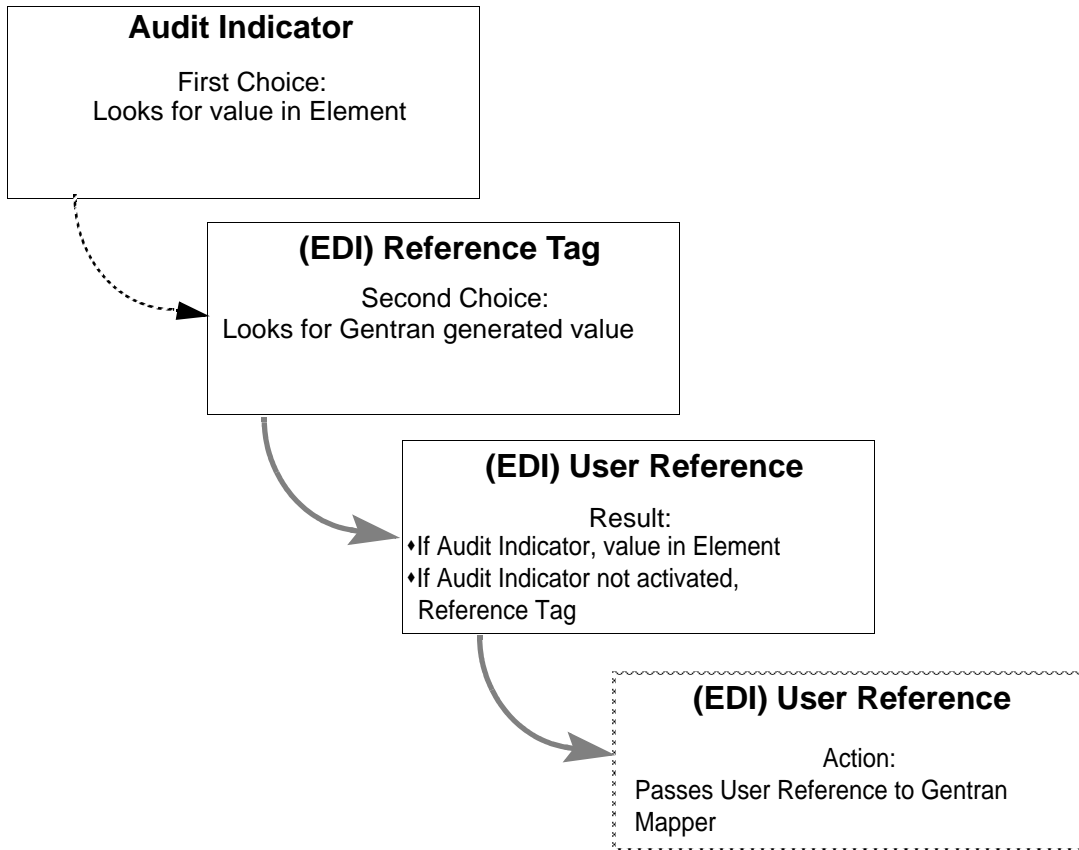 Audit Indicator
First Choice:
Looks for value in Element
(EDI) Reference Tag
Second Choice:
Looks for Gentran generated value
(EDI) User Reference
Result:
♦If Audit Indicator, value in Element
♦If Audit Indicator not activated,
Reference Tag
(EDI) User Reference
Action:
Passes User Reference to Gentran
Mapper